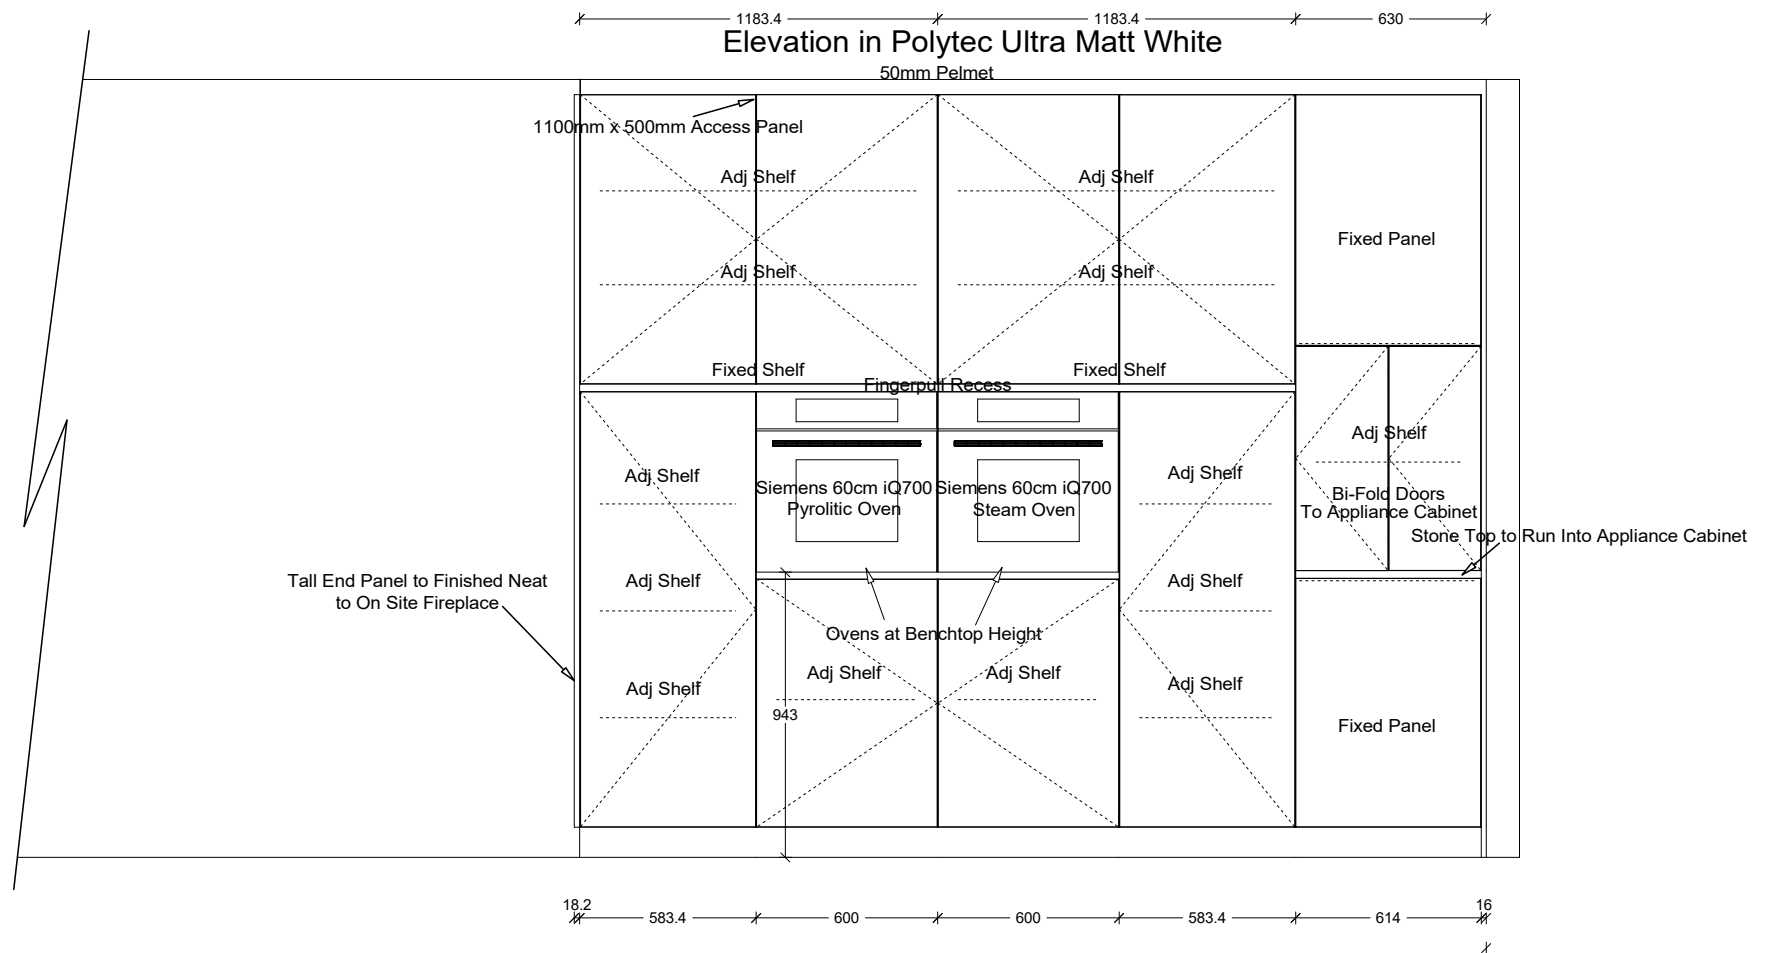 1183.4
1183.4
630
Elevation in Polytec Ultra Matt White
50mm Pelmet
1100mm x 500mm Access Panel
Adj Shelf
Adj Shelf
Fixed Panel
Adj Shelf
Adj Shelf
Fixed Shelf
Fixed Shelf
Fingerpull Recess
Adj Shelf
Adj Shelf
Adj Shelf
Siemens 60cm iQ700
Pyrolitic Oven
Siemens 60cm iQ700
Steam Oven
Bi-Fold Doors
To Appliance Cabinet
Stone Top to Run Into Appliance Cabinet
Tall End Panel to Finished Neat
to On Site Fireplace
Adj Shelf
Adj Shelf
Ovens at Benchtop Height
Adj Shelf
Adj Shelf
Adj Shelf
Adj Shelf
943
Fixed Panel
18.2
583.4
600
600
583.4
614
16